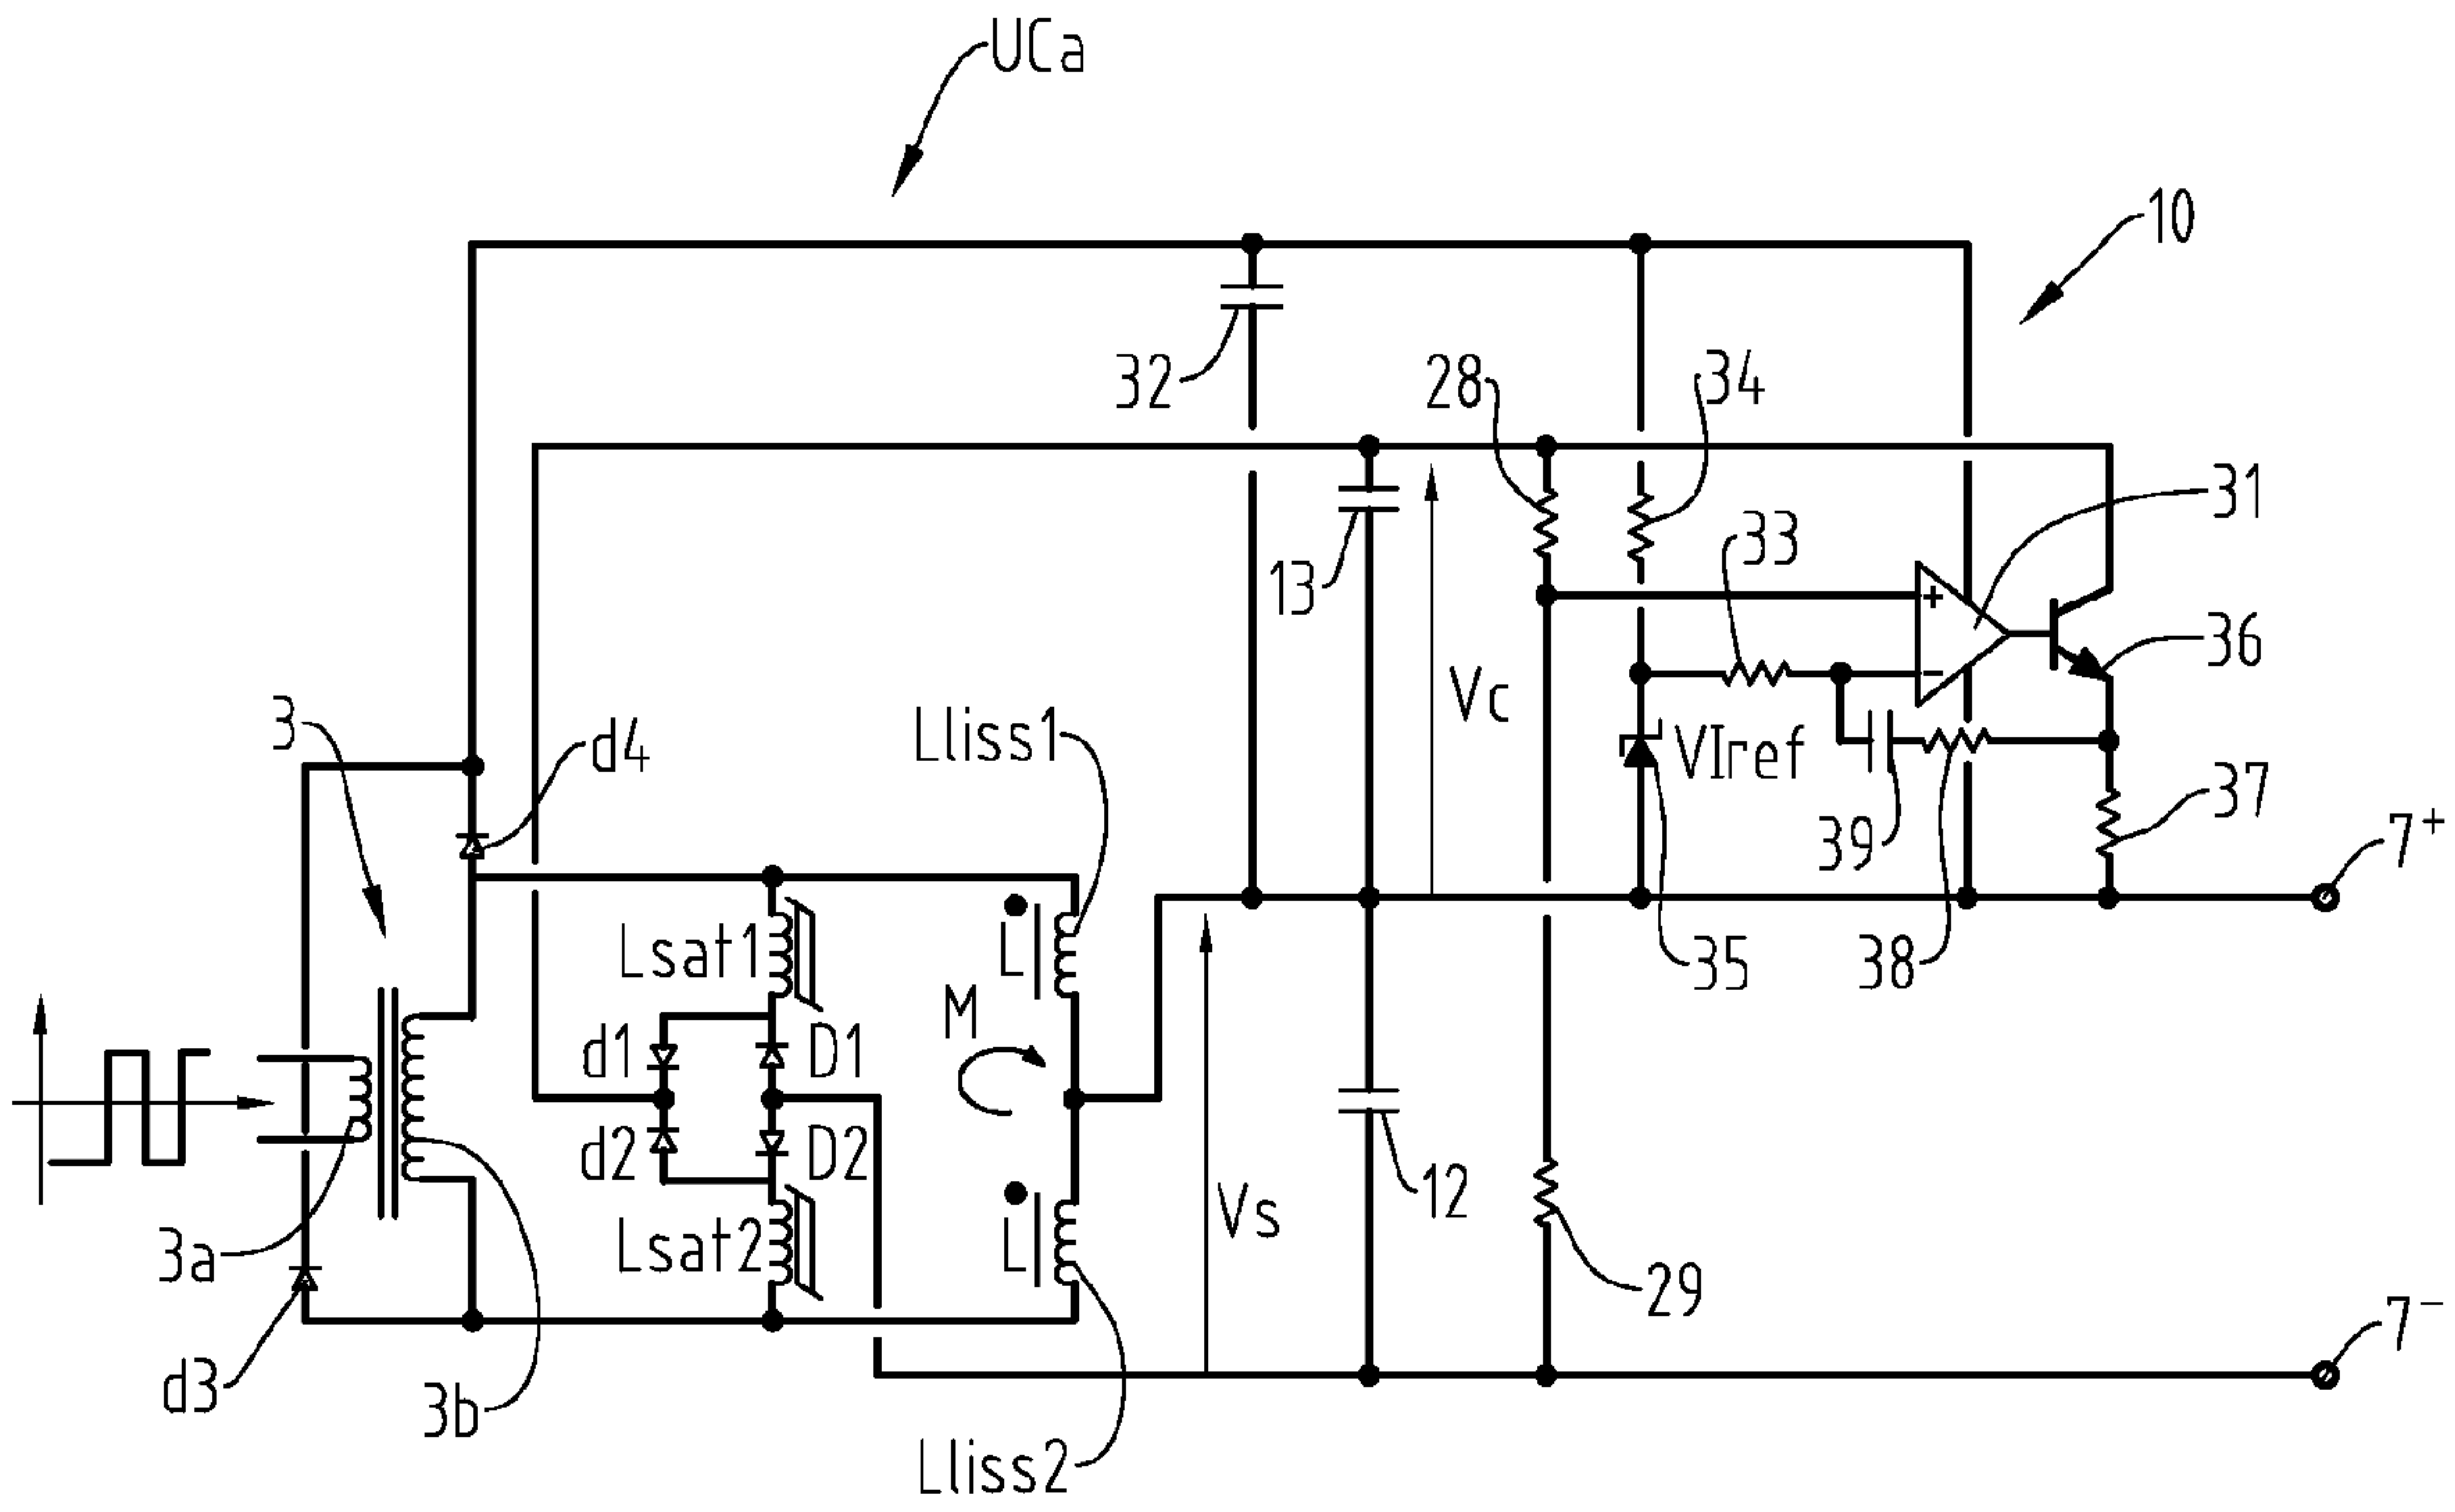 UCa
10
32
28
34
31
33
13
36
3
d4
Lliss1
Vc
VIref
37
39
7+
Lsat1
L
35
38
M
d1
D1
d2
D2
12
Vs
3a
Lsat2
L
29
7-
d3
3b
Lliss2
+
-